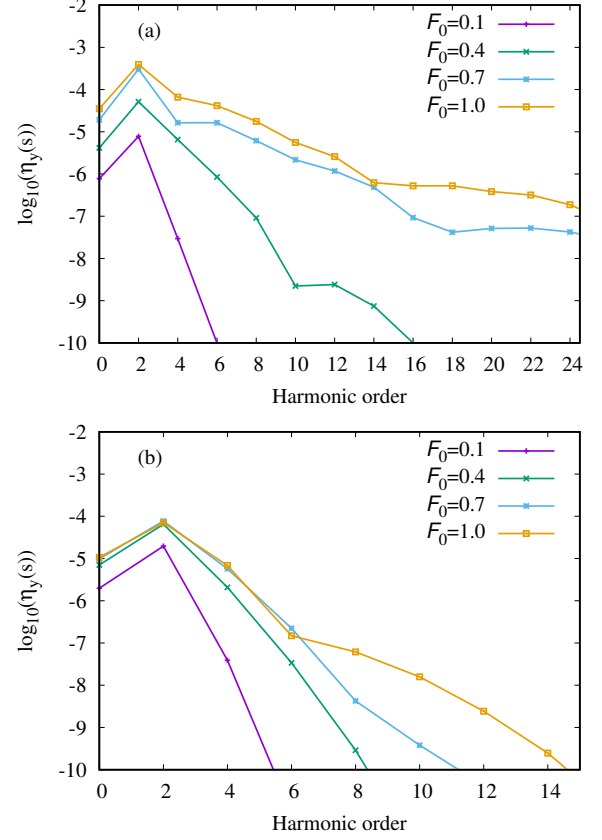 -2
-3
-4
-5
-6
-7
-8
-9
-10
log10(ηy(s))
(a)
F0=0.1
F0=0.4
F0=0.7
F0=1.0
0 2 4 6 8 10 12 14 16 18 20 22 24
Harmonic order
-2
-3
-4
-5
-6
-7
-8
-9
-10
log10(ηy(s))
(b)
F0=0.1
F0=0.4
F0=0.7
F0=1.0
0 2 4 6 8 10 12 14
Harmonic order